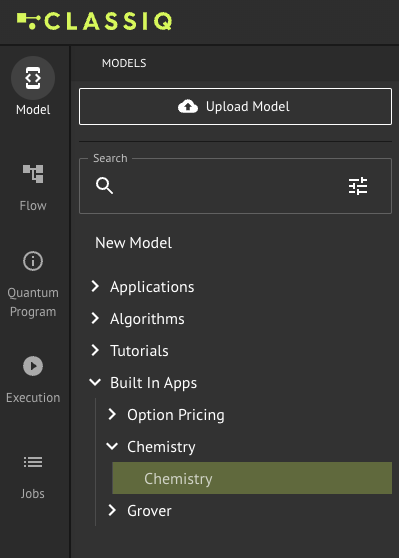 CLASSIQ
MODELS
Upload Model
Model
Search
Flow
New Model
Quantum
Program
Applications
Algorithms
Tutorials
Execution
Built In Apps
Option Pricing
Chemistry
Chemistry
Jobs
Grover